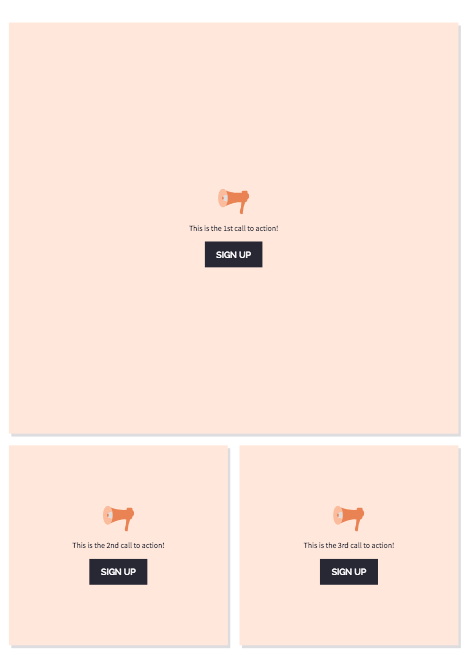 This is the 1st call to action!
SIGN UP
This is the 2nd call to action!
SIGN UP
This is the 3rd call to action!
SIGN UP